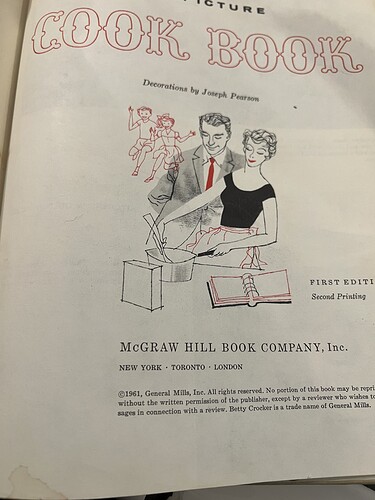 PICTURE
COOK BOOK
Decorations by Joseph Pearson
FIRST
Second Printing
McGRAW HILL BOOK COMPANY, Inc.
NEW YORK · TORONTO · LONDON
©1961, General Mills, Inc. All rights reserved. No portion of this book may be
without the written permission of the publisher, except by a reviewer who wishes to
sages in connection with a review. Betty Crocker is a trade name of General Mills.